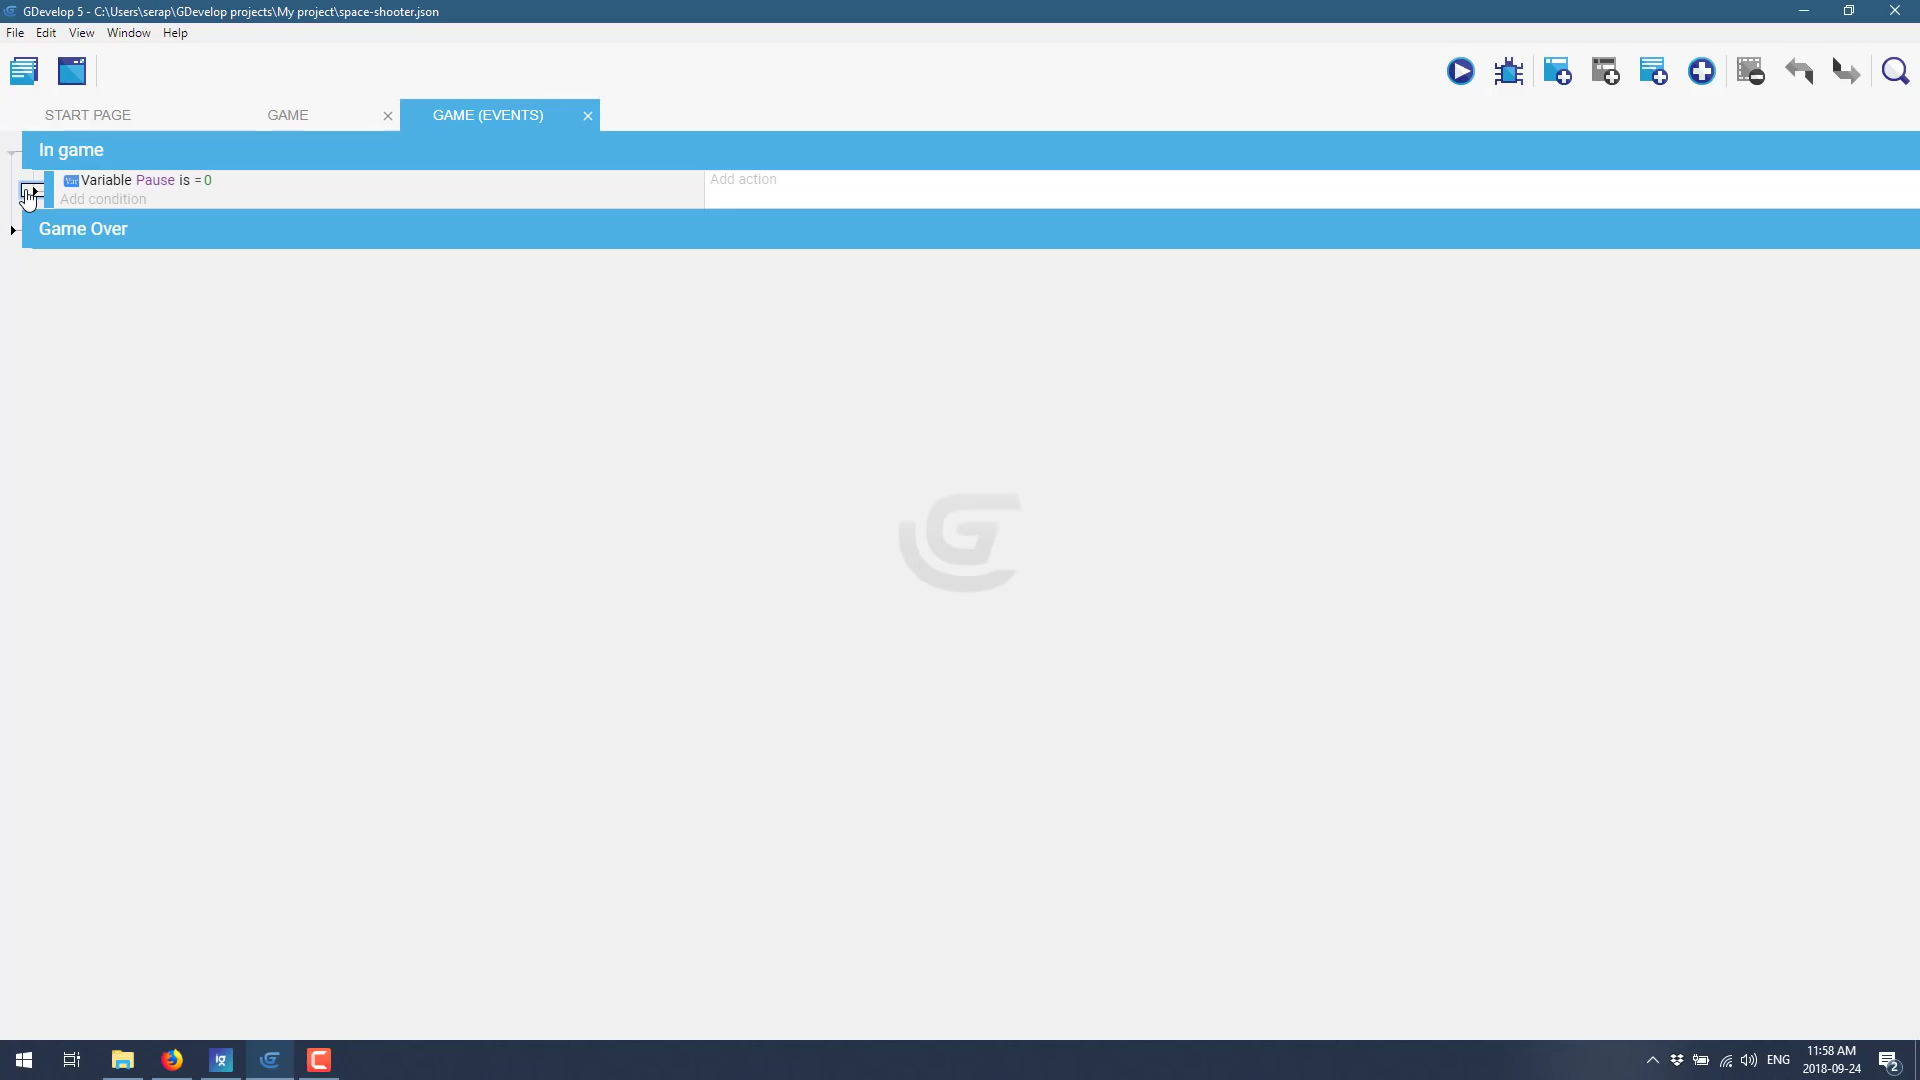 GDevelop 5 - C:\Users\serap\GDevelop projects\My project\space-shooter.json
File Edit View Window Help
START PAGE GAME GAME (EVENTS)
In game
Var Variable Pause is = 0 Add action
Add condition
Game Over
ENG 11:58 AM
2018-09-24 2